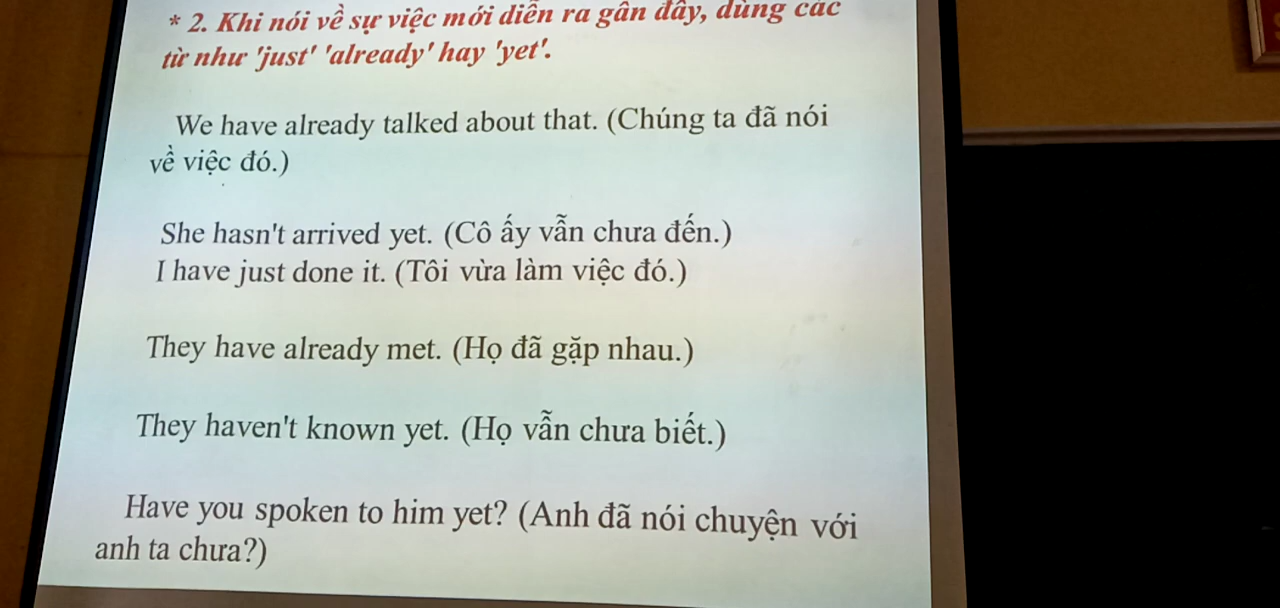 * 2. Khi nói về sự việc mới diễn ra gần đây, dùng các
từ như 'just' 'already' hay 'yet'.
We have already talked about that. (Chúng ta đã nói
về việc đó.)
She hasn't arrived yet. (Cô ấy vẫn chưa đến.)
I have just done it. (Tôi vừa làm việc đó.)
They have already met. (Họ đã gặp nhau.)
They haven't known yet. (Họ vẫn chưa biết.)
Have you spoken to him yet? (Anh đã nói chuyện với
anh ta chưa?)